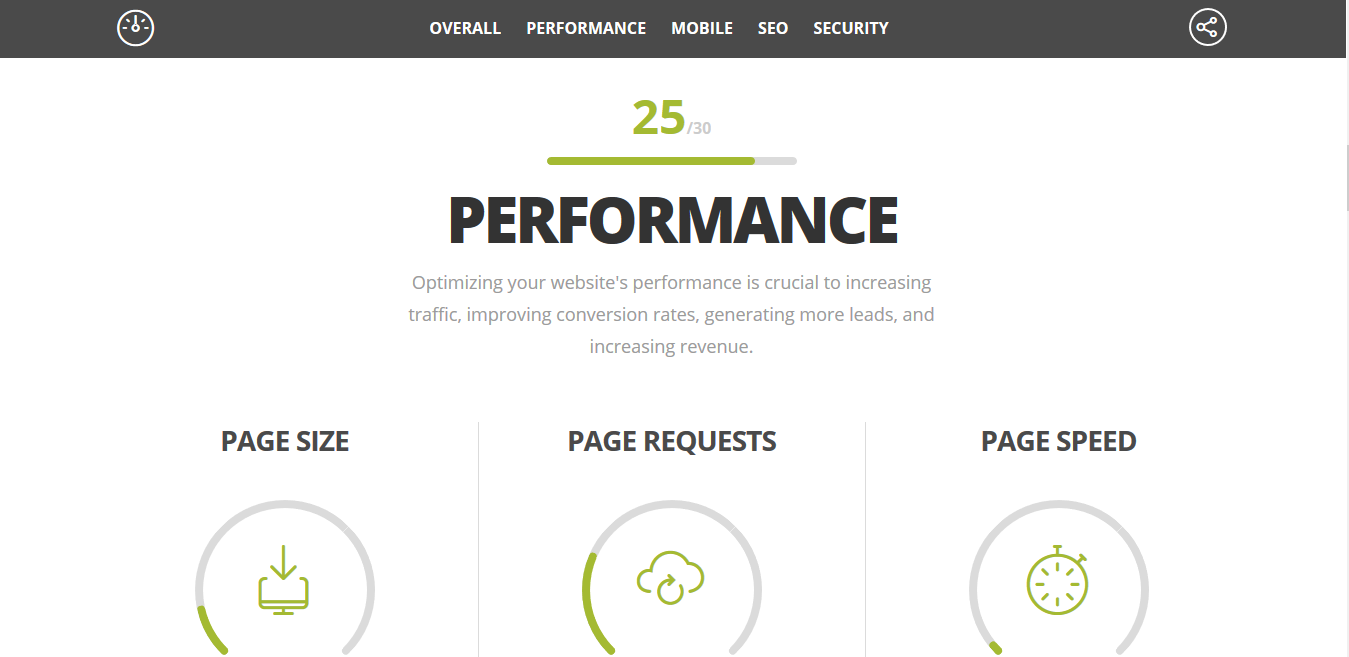 OVERALL PERFORMANCE MOBILE SEO SECURITY
25/30
PERFORMANCE
Optimizing your website's performance is crucial to increasing
traffic, improving conversion rates, generating more leads, and
increasing revenue.
PAGE SIZE PAGE REQUESTS PAGE SPEED